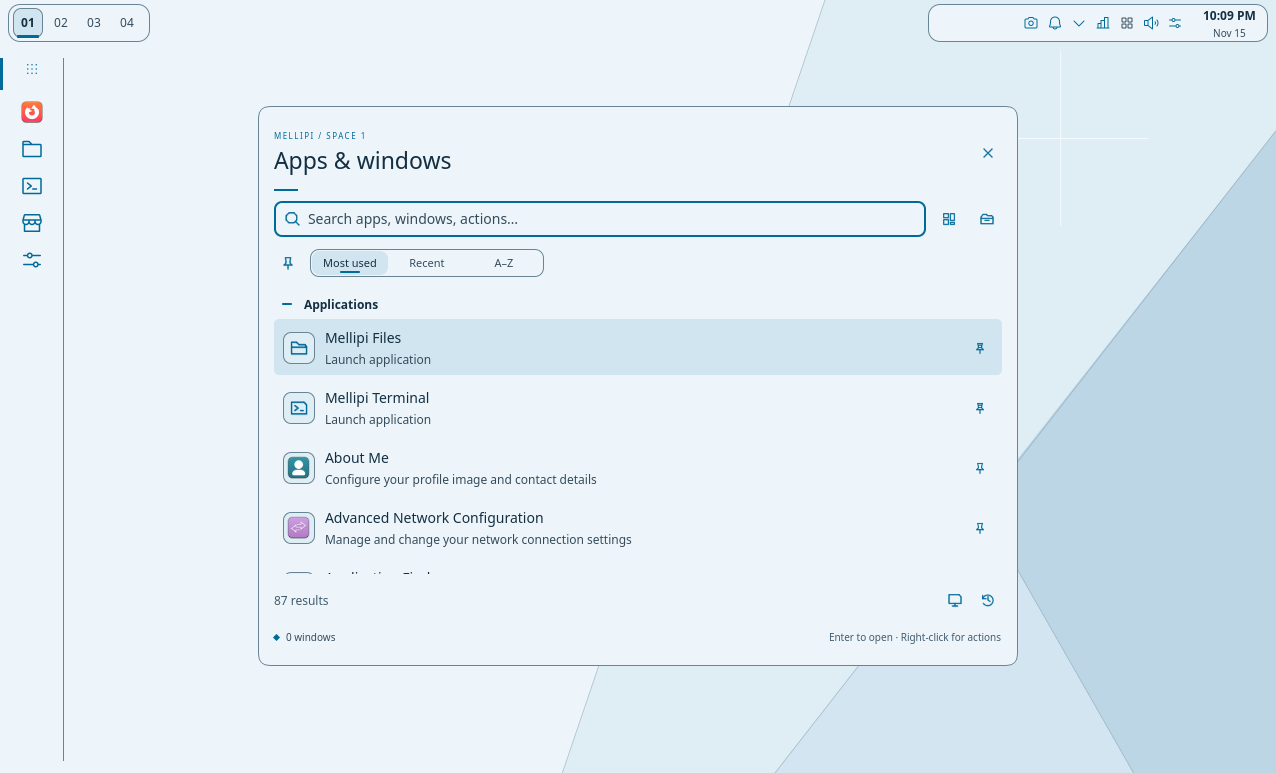 01 02 03 04
10:09 PM
Nov 15
MELLIPI / SPACE 1
Apps & windows
Search apps, windows, actions...
Most used Recent A–Z
Applications
Mellipi Files
Launch application
Mellipi Terminal
Launch application
About Me
Configure your profile image and contact details
Advanced Network Configuration
Manage and change your network connection settings
87 results
0 windows
Enter to open · Right-click for actions